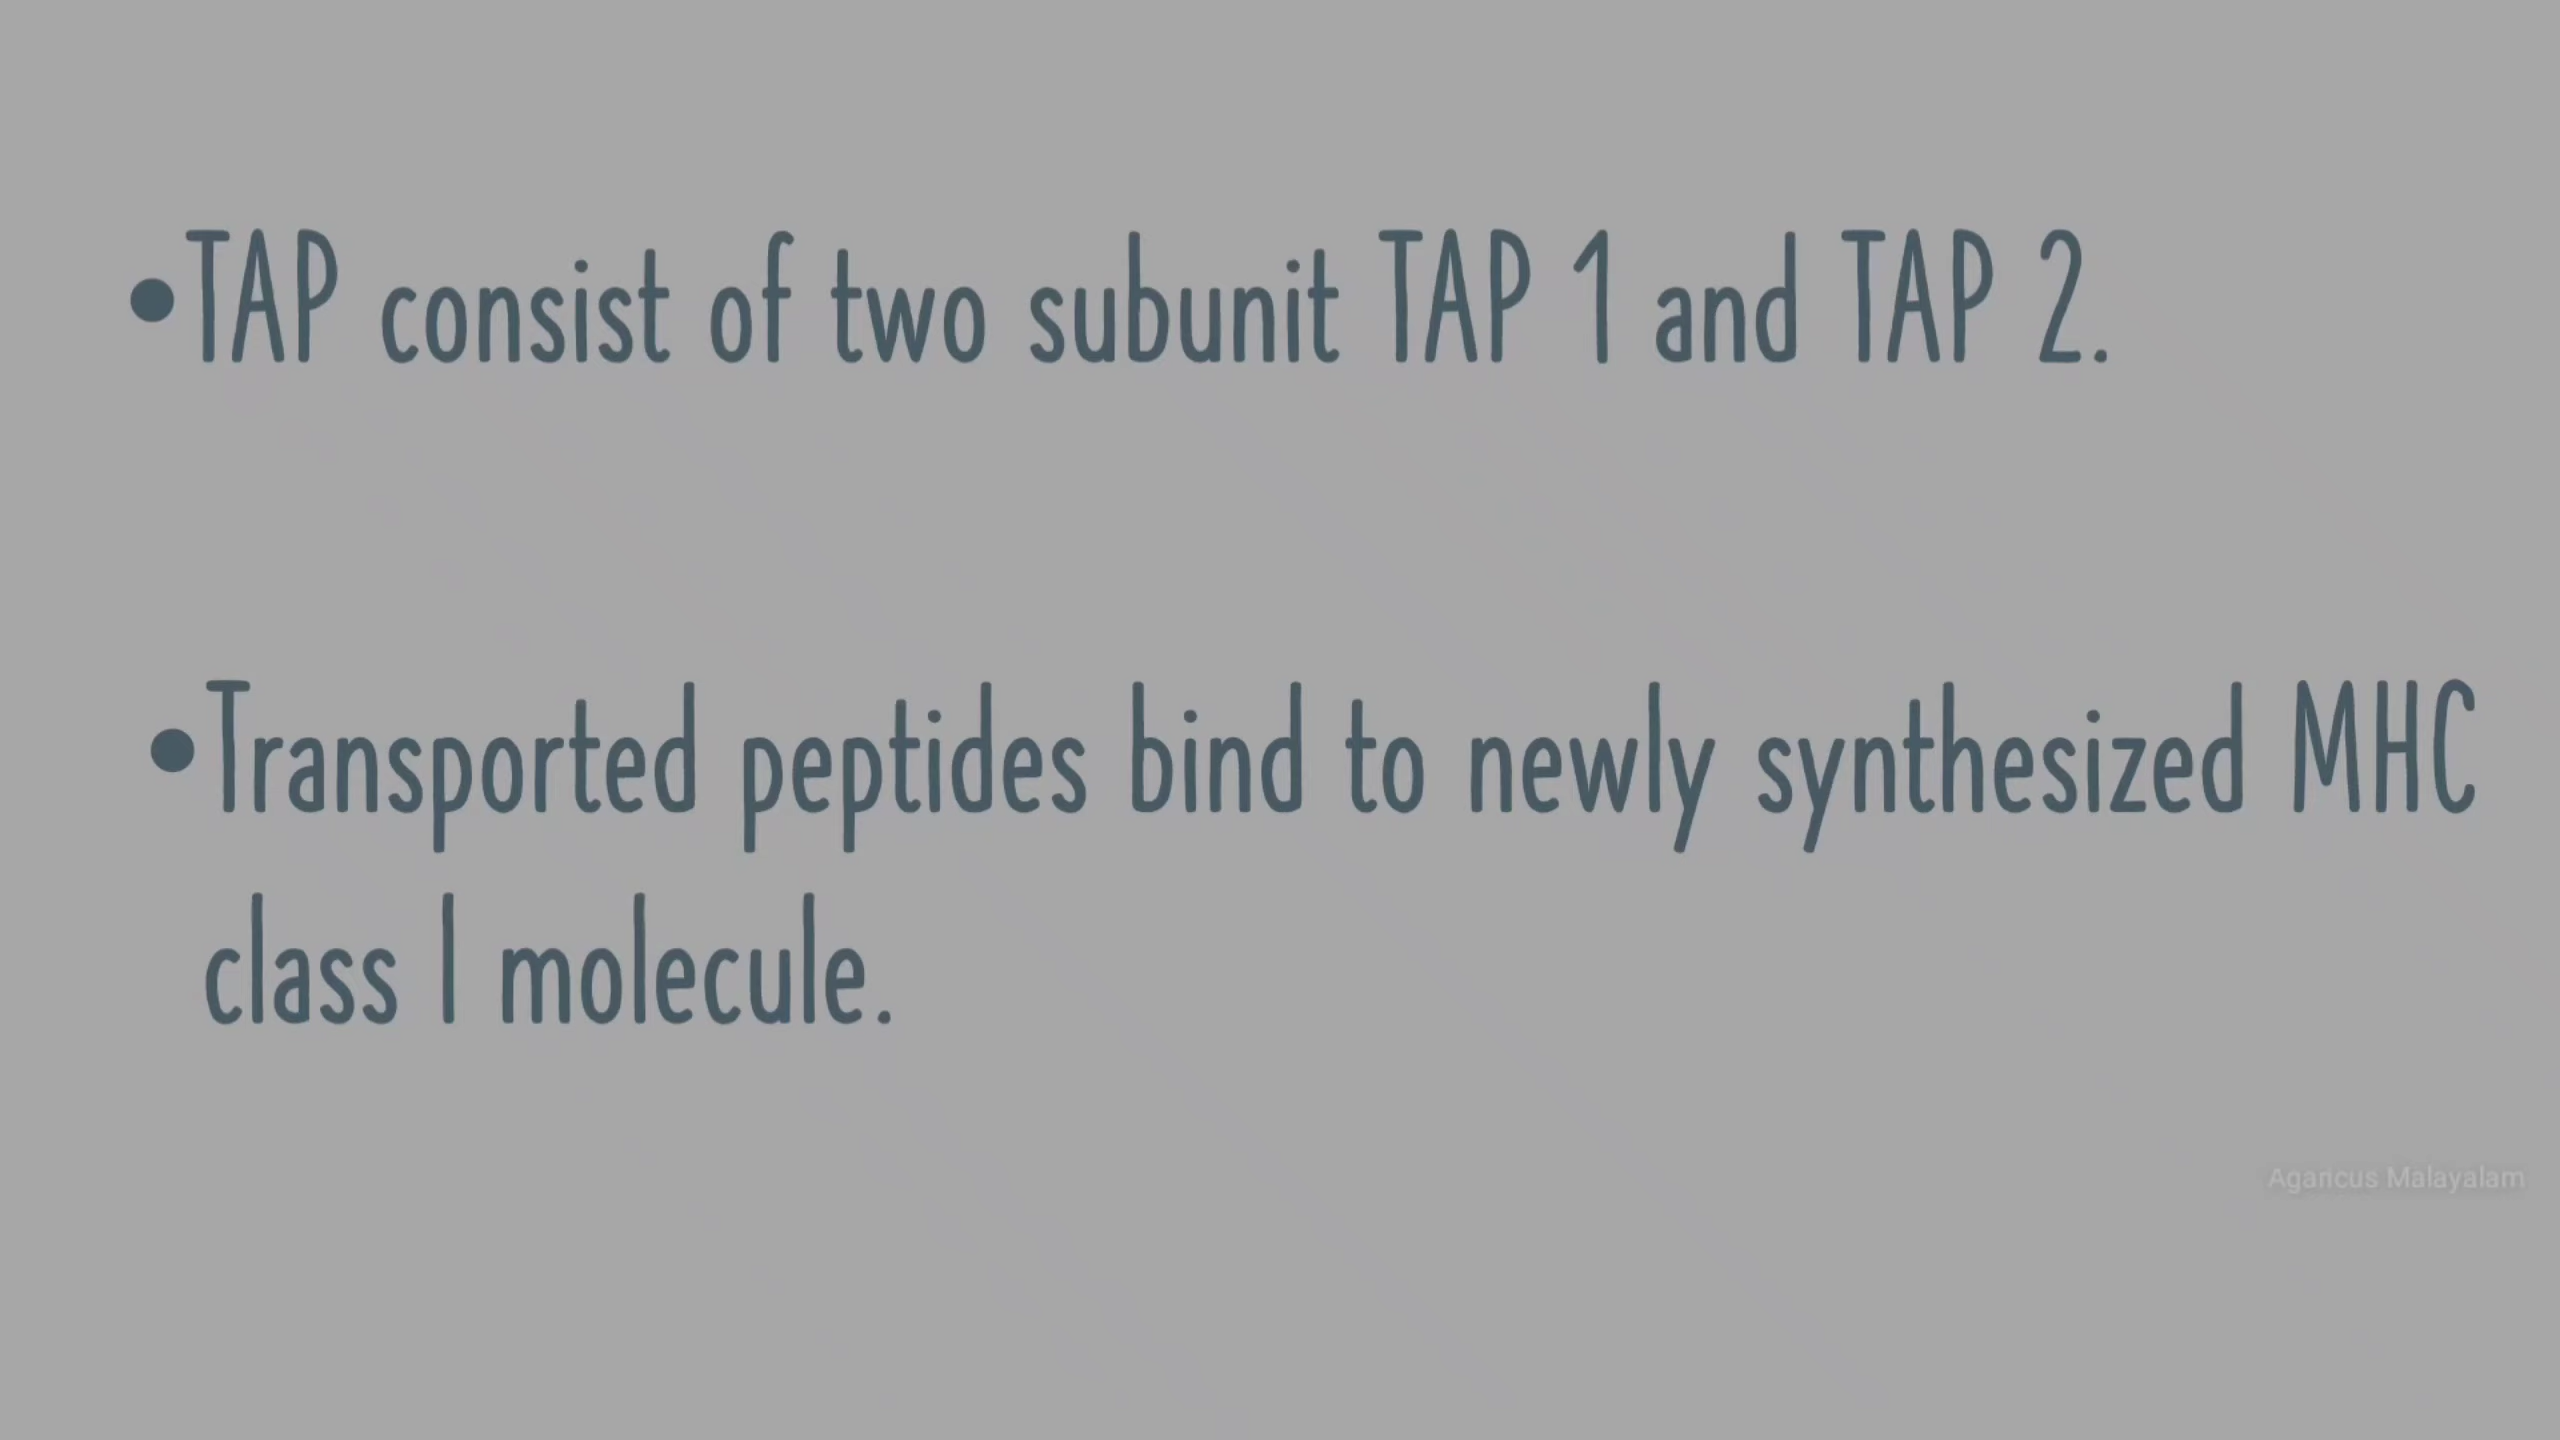 •TAP consist of two subunit TAP 1 and TAP 2.
•Transported peptides bind to newly synthesized MHC
class I molecule.
Agaricus Malayalam